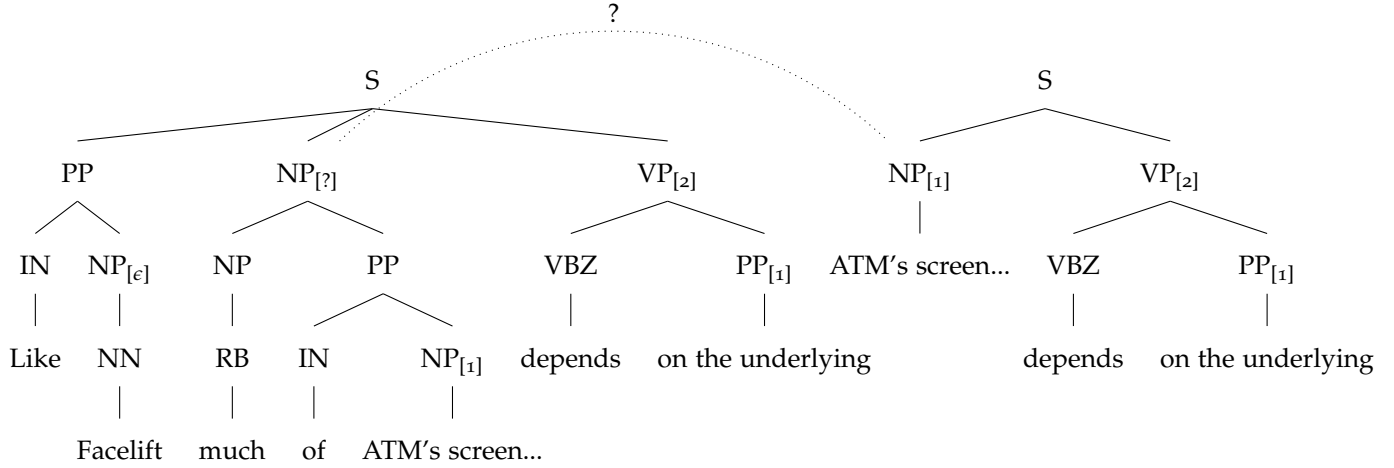 ?
S S
PP NP[?] VP[2] NP[1] VP[2]
IN NP[ϵ] NP PP VBZ PP[1] ATM's screen... VBZ PP[1]
Like NN RB IN NP[1] depends on the underlying depends on the underlying
Facelift much of ATM's screen...